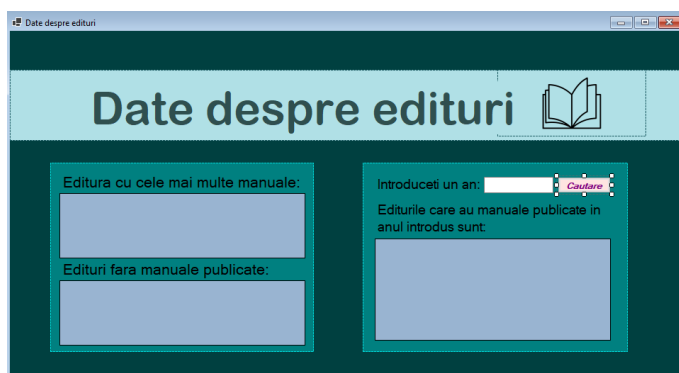 Date despre edituri
Date despre edituri
Editura cu cele mai multe manuale:
Edituri fara manuale publicate:
Introduceti un an:
Cautare
Editurile care au manuale publicate in
anul introdus sunt: